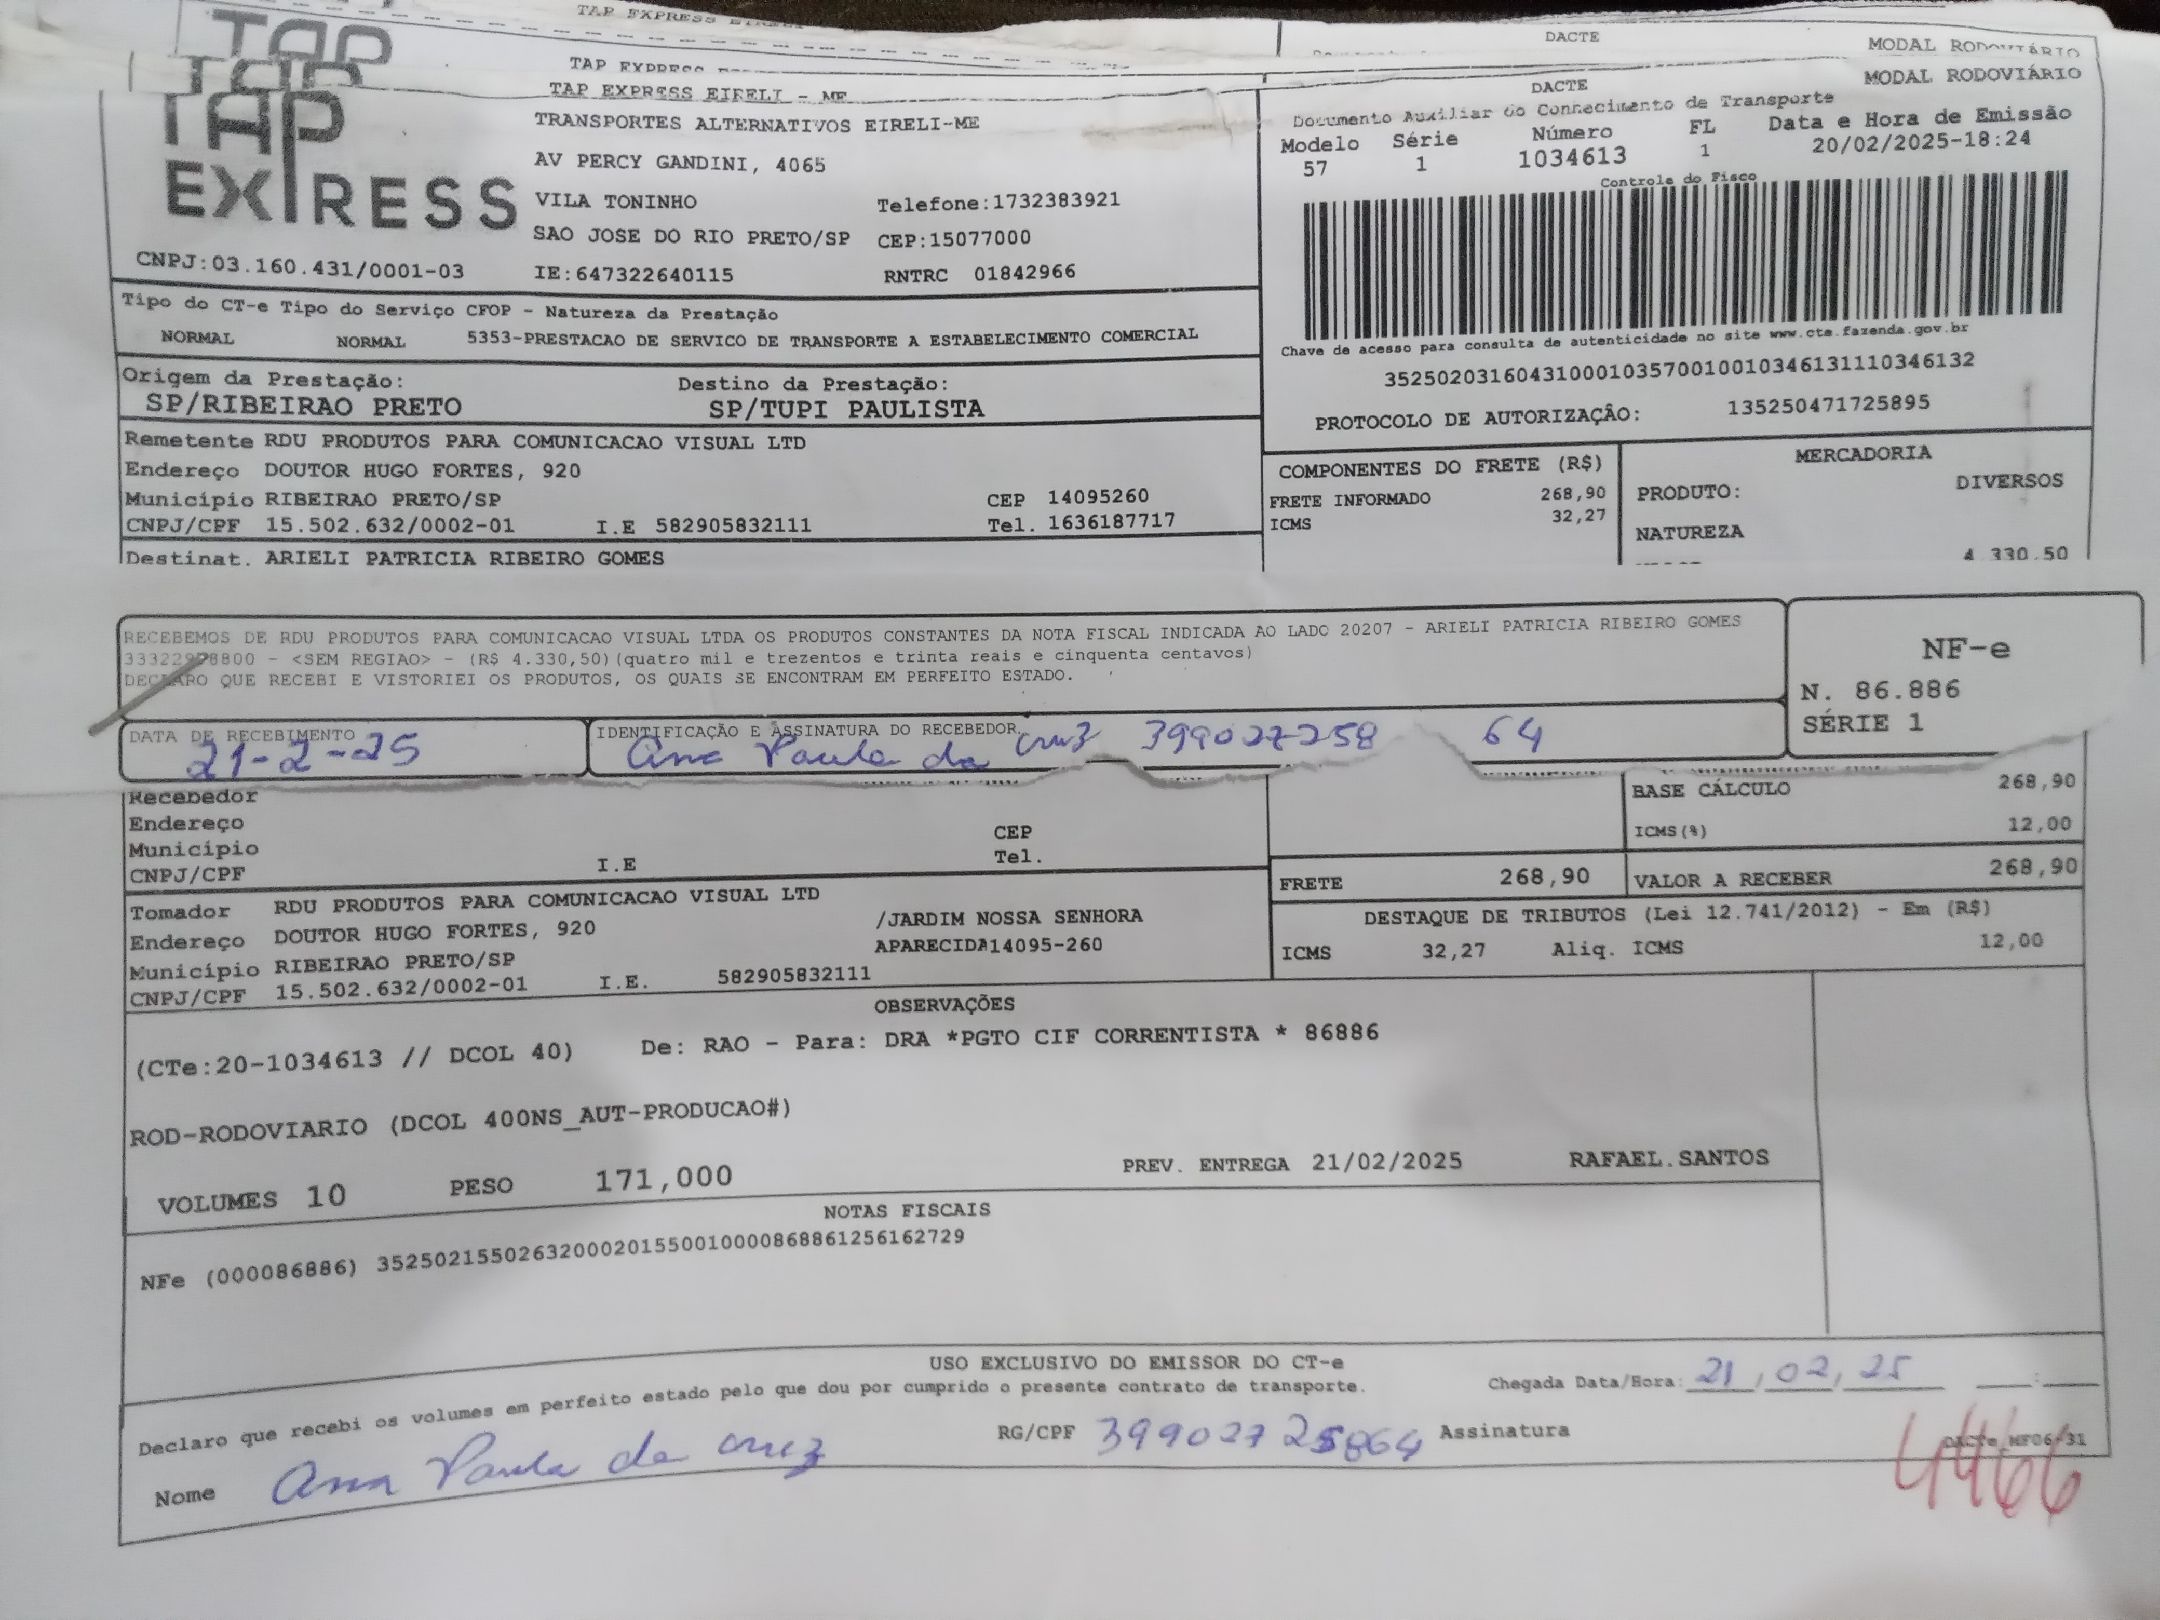 TAP EXPRESS
DACTE
MODAL RODOVIÁRIO
TAP EXPRESS EIRELI - ME
DACTE
MODAL RODOVIÁRIO
TAP EXPRESS
TRANSPORTES ALTERNATIVOS EIRELI-ME
AV PERCY GANDINI, 4065
VILA TONINHO Telefone:1732383921
SAO JOSE DO RIO PRETO/SP CEP:15077000
CNPJ:03.160.431/0001-03 IE:647322640115 RNTRC 01842966
Documento Auxiliar do Conhecimento de Transporte
Modelo Série Número FL Data e Hora de Emissão
57 1 1034613 1 20/02/2025-18:24
Controle do Fisco
Chave de acesso para consulta de autenticidade no site www.cte.fazenda.gov.br
35250203160431000103570010010346131110346132
PROTOCOLO DE AUTORIZAÇÂO: 135250471725895
Tipo do CT-e Tipo do Serviço CFOP - Natureza da Prestação
NORMAL NORMAL 5353-PRESTACAO DE SERVICO DE TRANSPORTE A ESTABELECIMENTO COMERCIAL
Origem da Prestação: Destino da Prestação:
SP/RIBEIRAO PRETO SP/TUPI PAULISTA
Remetente RDU PRODUTOS PARA COMUNICACAO VISUAL LTD
Endereço DOUTOR HUGO FORTES, 920
Município RIBEIRAO PRETO/SP CEP 14095260
CNPJ/CPF 15.502.632/0002-01 I.E 582905832111 Tel. 1636187717
Destinat. ARIELI PATRICIA RIBEIRO GOMES
COMPONENTES DO FRETE (R$)
FRETE INFORMADO 268,90
ICMS 32,27
MERCADORIA
PRODUTO: DIVERSOS
NATUREZA
4.330,50
RECEBEMOS DE RDU PRODUTOS PARA COMUNICACAO VISUAL LTDA OS PRODUTOS CONSTANTES DA NOTA FISCAL INDICADA AO LADO 20207 - ARIELI PATRICIA RIBEIRO GOMES
- <SEM REGIAO> - (R$ 4.330,50)(quatro mil e trezentos e trinta reais e cinquenta centavos)
DECLARO QUE RECEBI E VISTORIEI OS PRODUTOS, OS QUAIS SE ENCONTRAM EM PERFEITO ESTADO.
NF-e
N. 86.886
SÉRIE 1
DATA DE RECEBIMENTO IDENTIFICAÇÃO E ASSINATURA DO RECEBEDOR
21-2-25 Ana Paula da Cruz 399027258 64
Recebedor
Endereço
Município CEP
CNPJ/CPF I.E Tel.
BASE CÁLCULO 268,90
ICMS(%) 12,00
FRETE 268,90 VALOR A RECEBER 268,90
Tomador RDU PRODUTOS PARA COMUNICACAO VISUAL LTD
Endereço DOUTOR HUGO FORTES, 920 /JARDIM NOSSA SENHORA
Município RIBEIRAO PRETO/SP APARECIDA14095-260
CNPJ/CPF 15.502.632/0002-01 I.E. 582905832111
DESTAQUE DE TRIBUTOS (Lei 12.741/2012) - Em (R$)
ICMS 32,27 Aliq. ICMS 12,00
OBSERVAÇÕES
(CTe:20-1034613 // DCOL 40) De: RAO - Para: DRA *PGTO CIF CORRENTISTA * 86886
ROD-RODOVIARIO (DCOL 400NS_AUT-PRODUCAO#)
VOLUMES 10 PESO 171,000 PREV. ENTREGA 21/02/2025 RAFAEL.SANTOS
NOTAS FISCAIS
NFe (000086886) 35250215502632000201550010000868861256162729
USO EXCLUSIVO DO EMISSOR DO CT-e
Declaro que recebi os volumes em perfeito estado pelo que dou por cumprido o presente contrato de transporte. Chegada Data/Hora: 21/02/25
Nome Ana Paula da Cruz RG/CPF 39902725864 Assinatura
4466